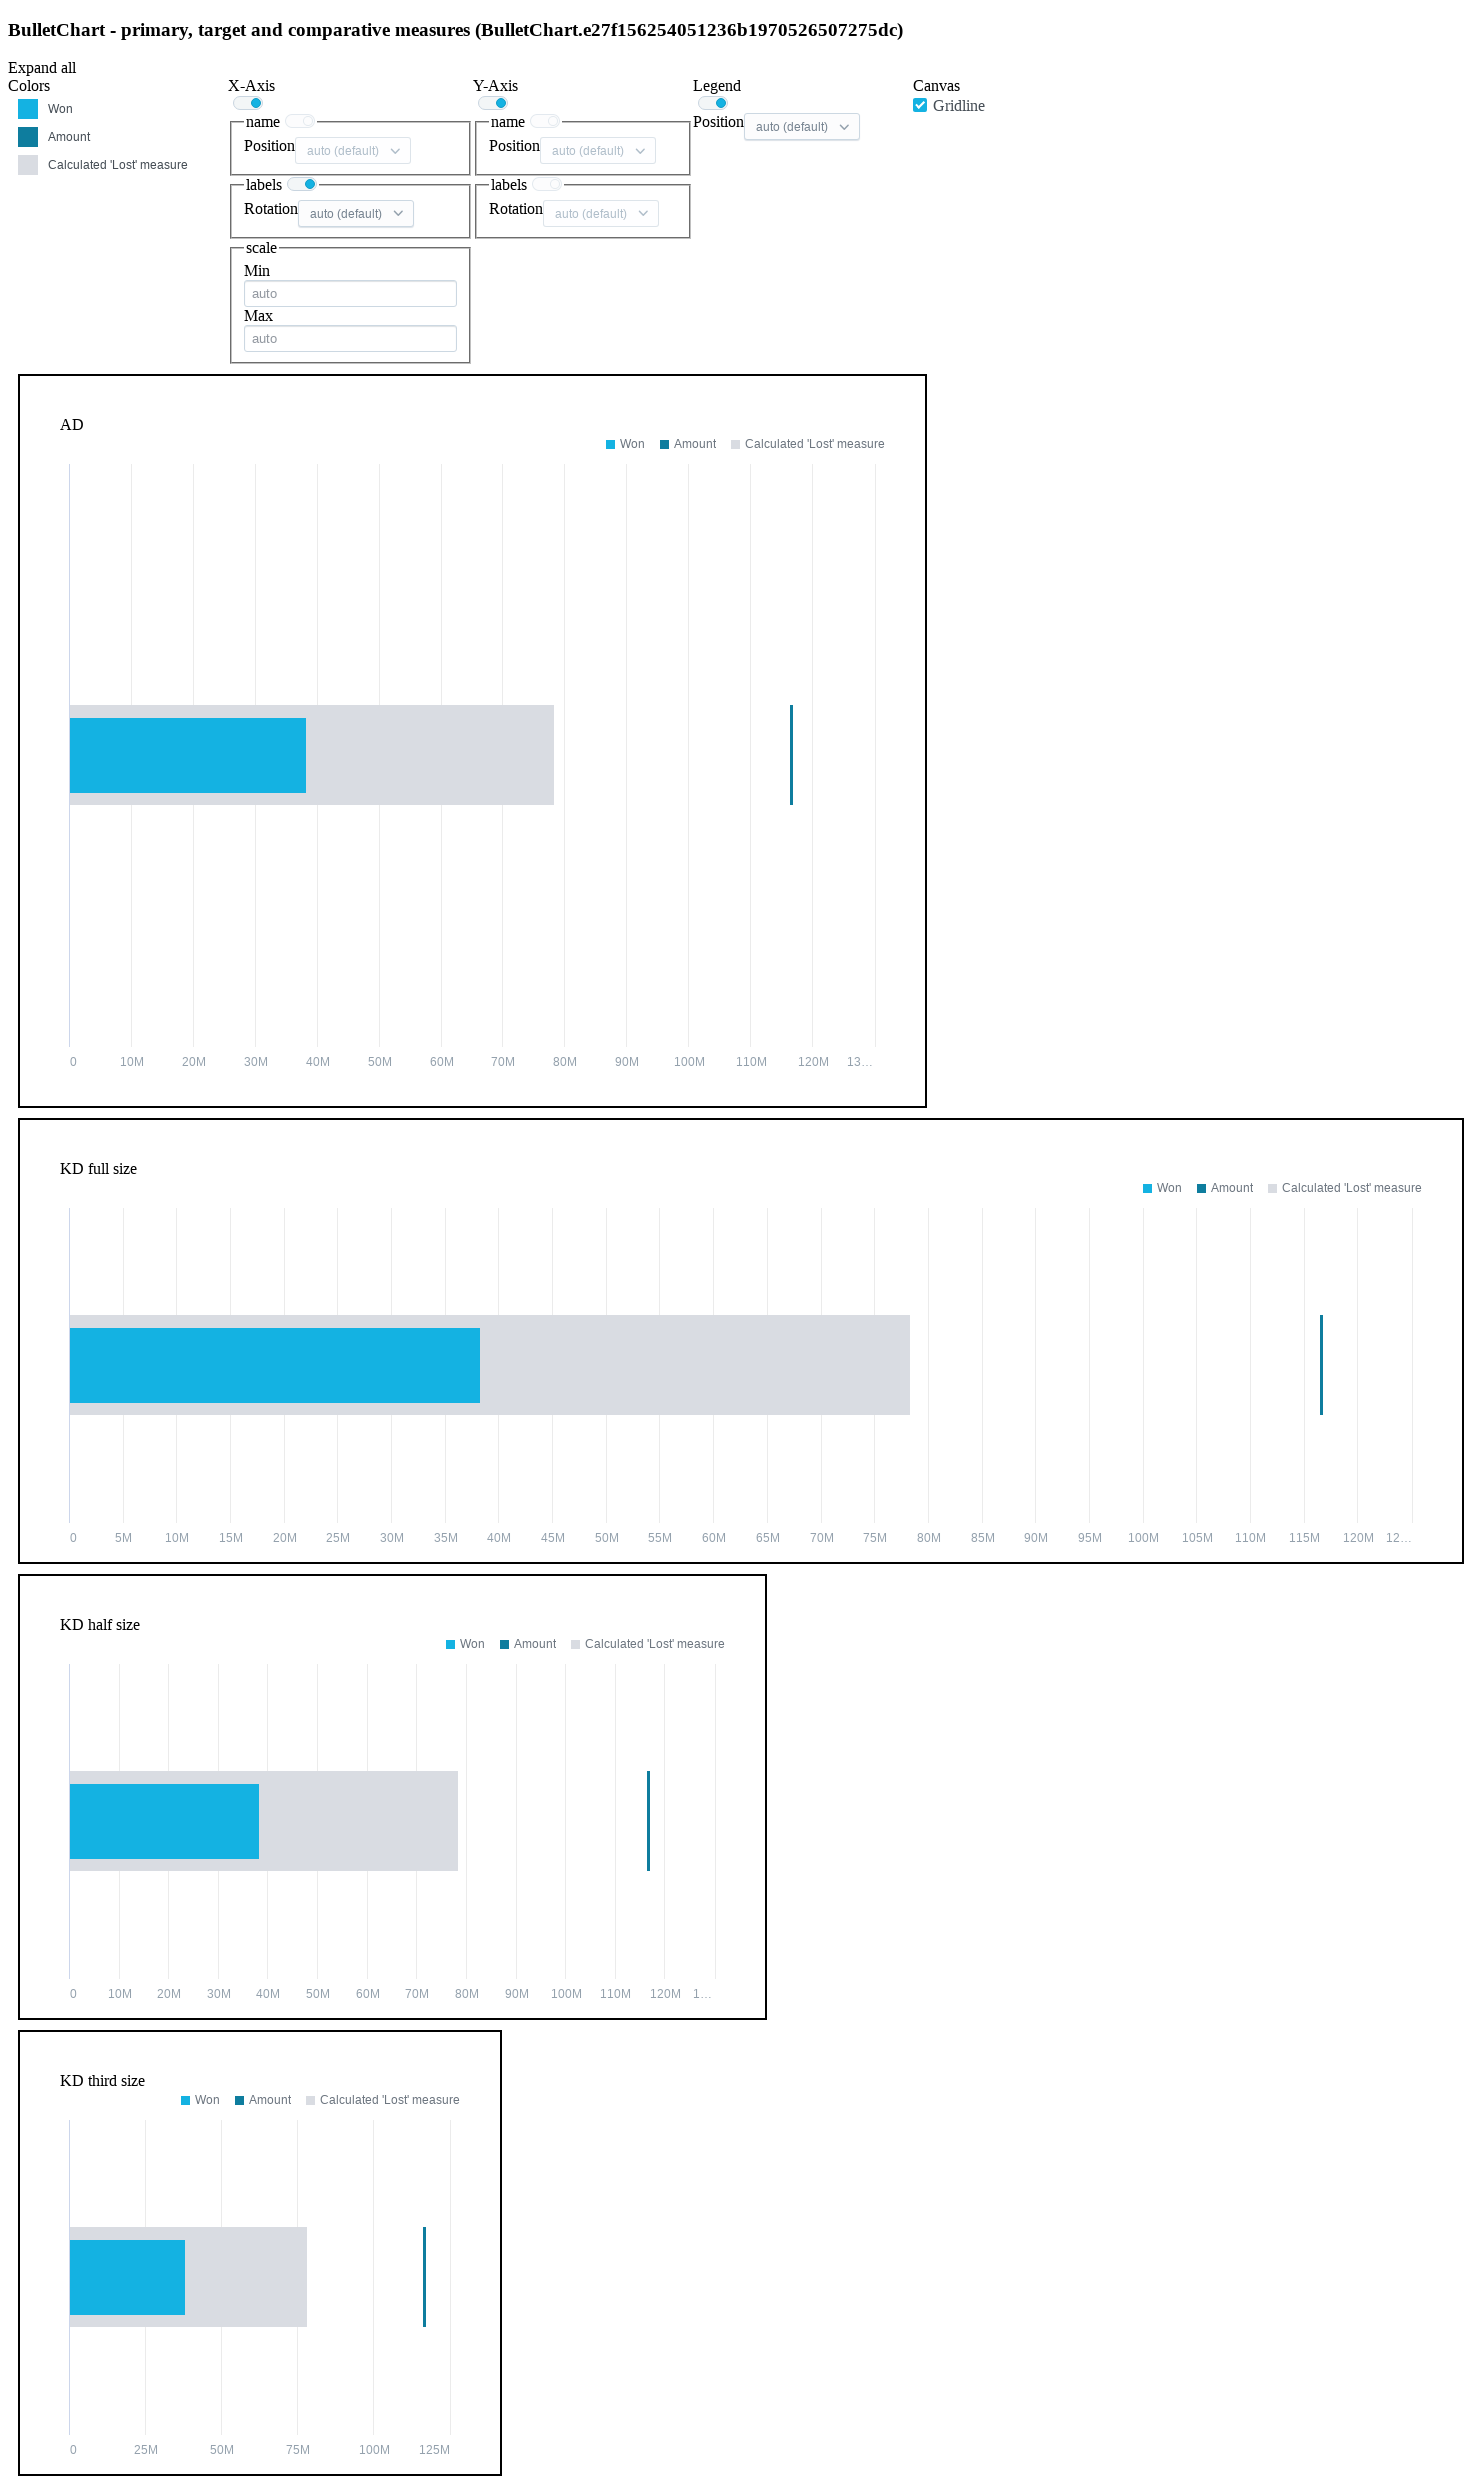 BulletChart - primary, target and comparative measures (BulletChart.e27f156254051236b1970526507275dc)
Expand all
Colors
Won
Amount
Calculated 'Lost' measure
X-Axis
name
Position auto (default)
labels
Rotation auto (default)
scale
Min
auto
Max
auto
Y-Axis
name
Position auto (default)
labels
Rotation auto (default)
Legend
Position auto (default)
Canvas
Gridline
AD
Won Amount Calculated 'Lost' measure
0 10M 20M 30M 40M 50M 60M 70M 80M 90M 100M 110M 120M 13…
KD full size
Won Amount Calculated 'Lost' measure
0 5M 10M 15M 20M 25M 30M 35M 40M 45M 50M 55M 60M 65M 70M 75M 80M 85M 90M 95M 100M 105M 110M 115M 120M 12…
KD half size
Won Amount Calculated 'Lost' measure
0 10M 20M 30M 40M 50M 60M 70M 80M 90M 100M 110M 120M 1…
KD third size
Won Amount Calculated 'Lost' measure
0 25M 50M 75M 100M 125M